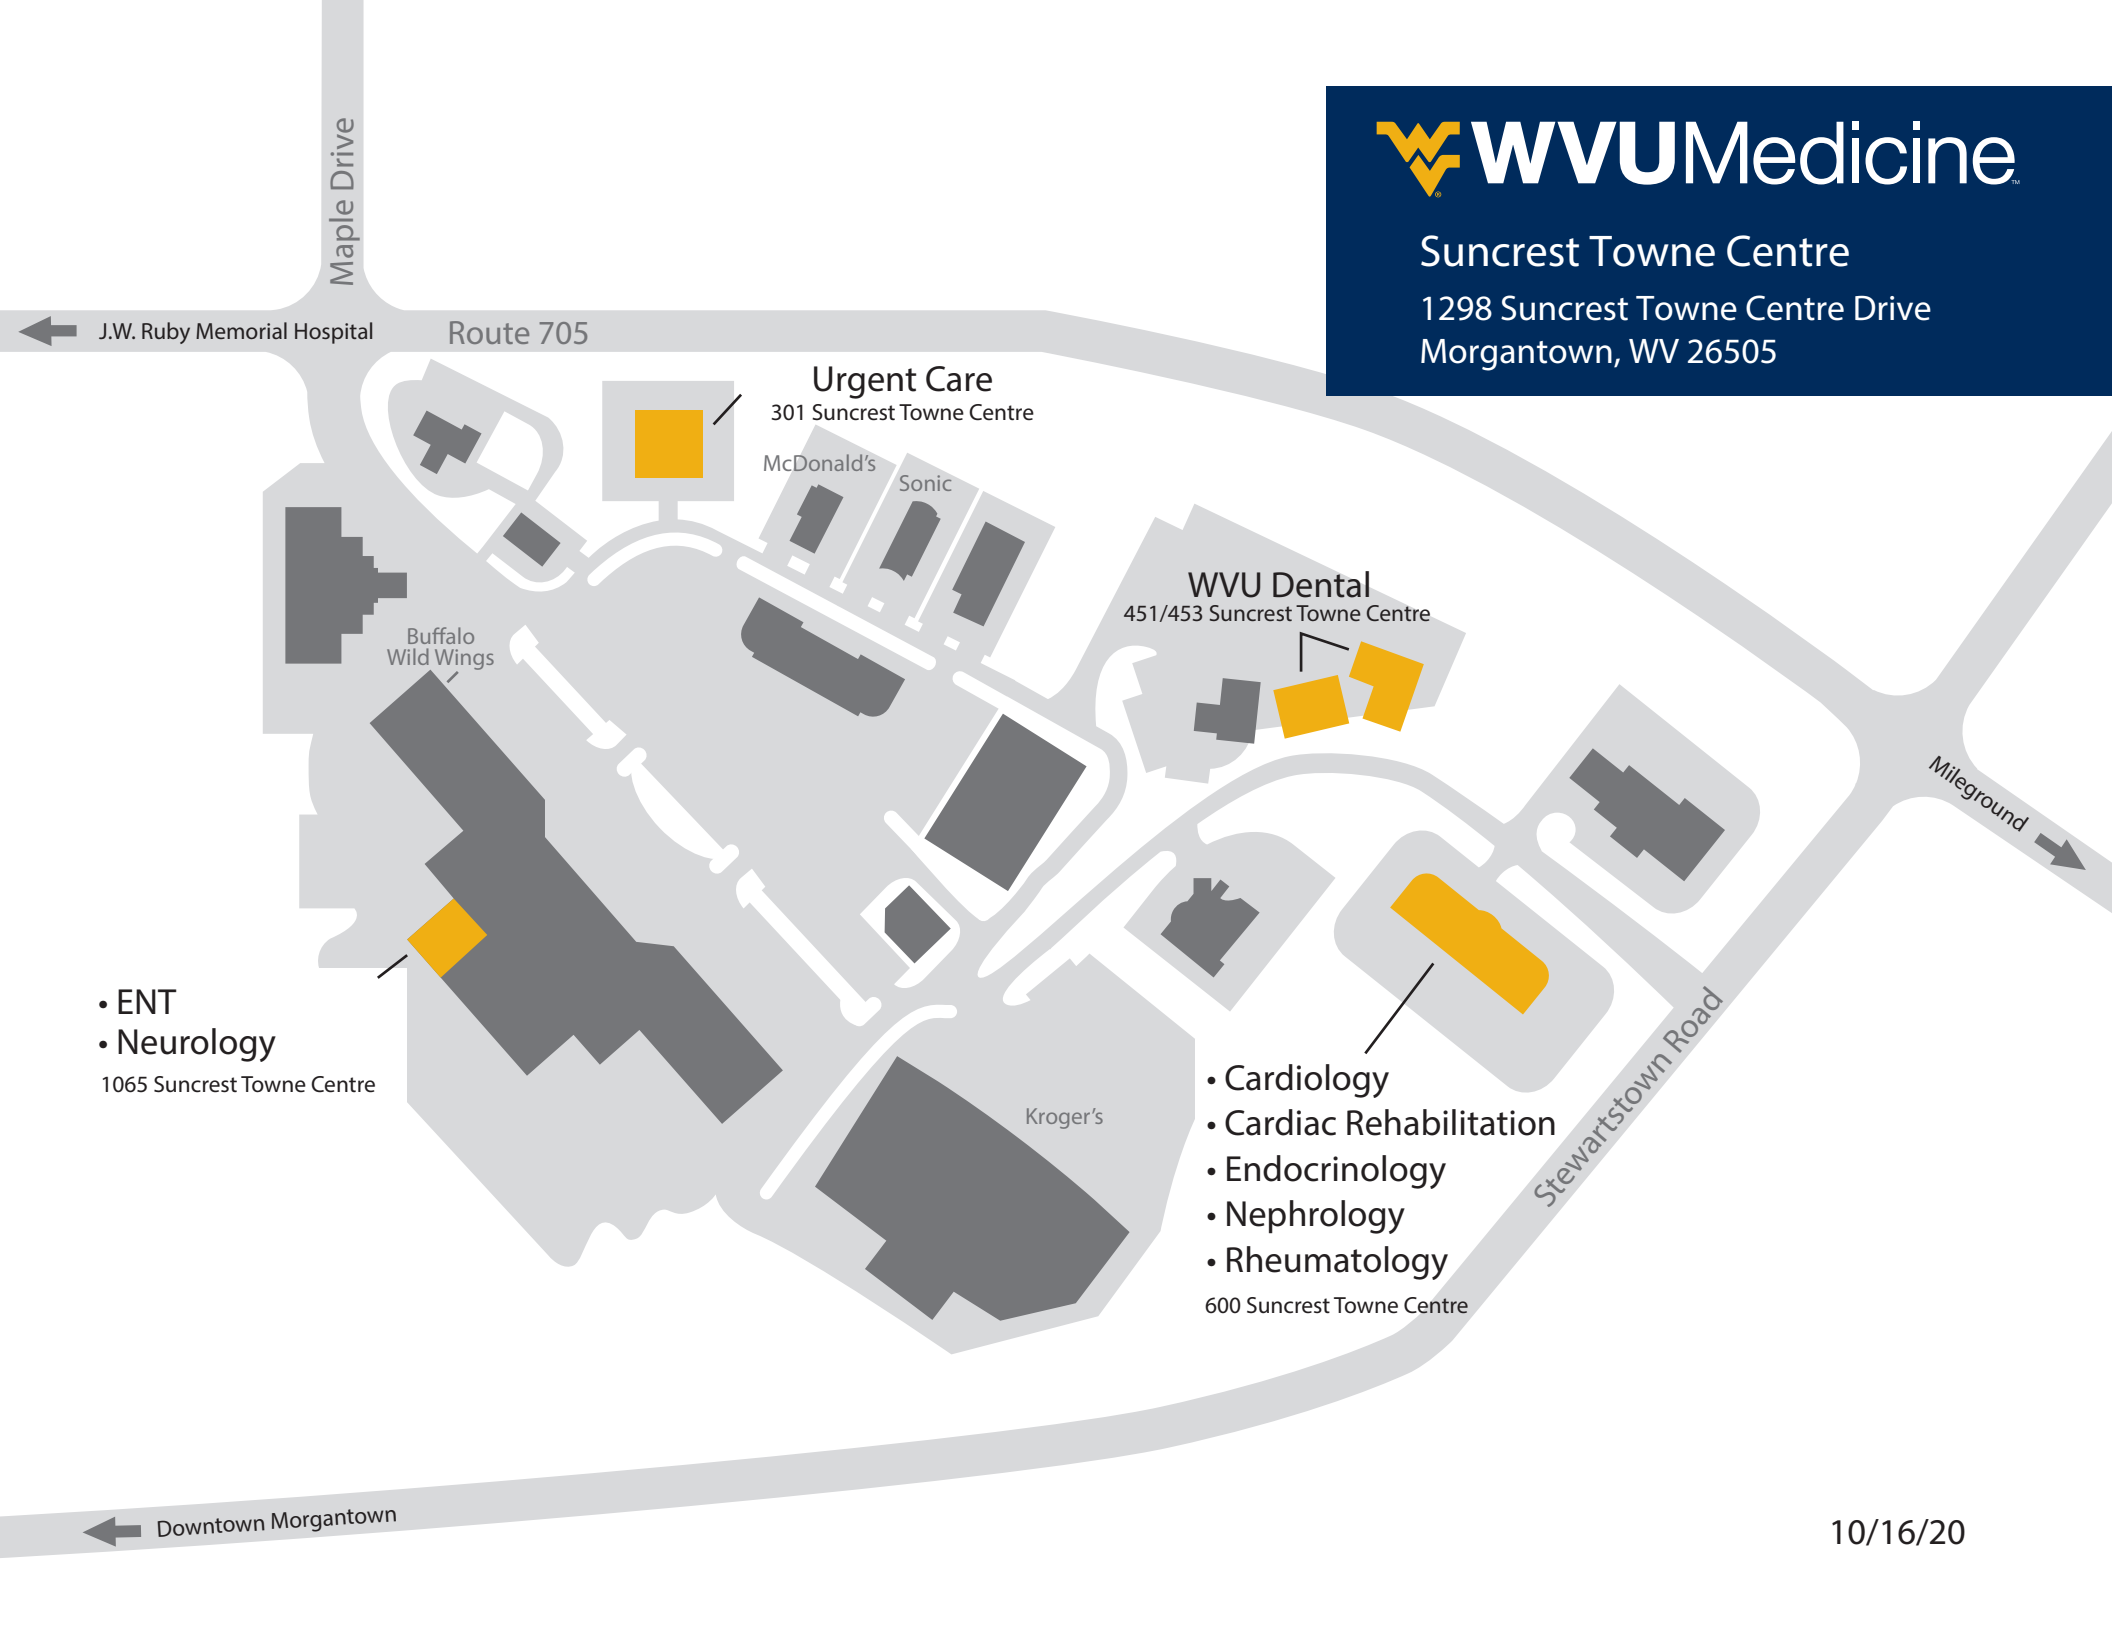 WVUMedicine
Suncrest Towne Centre
1298 Suncrest Towne Centre Drive
Morgantown, WV 26505
Maple Drive
J.W. Ruby Memorial Hospital
Route 705
Urgent Care
301 Suncrest Towne Centre
McDonald's
Sonic
WVU Dental
451/453 Suncrest Towne Centre
Buffalo
Wild Wings
Mileground
• ENT
• Neurology
1065 Suncrest Towne Centre
Kroger's
• Cardiology
• Cardiac Rehabilitation
• Endocrinology
• Nephrology
• Rheumatology
600 Suncrest Towne Centre
Stewartstown Road
Downtown Morgantown
10/16/20